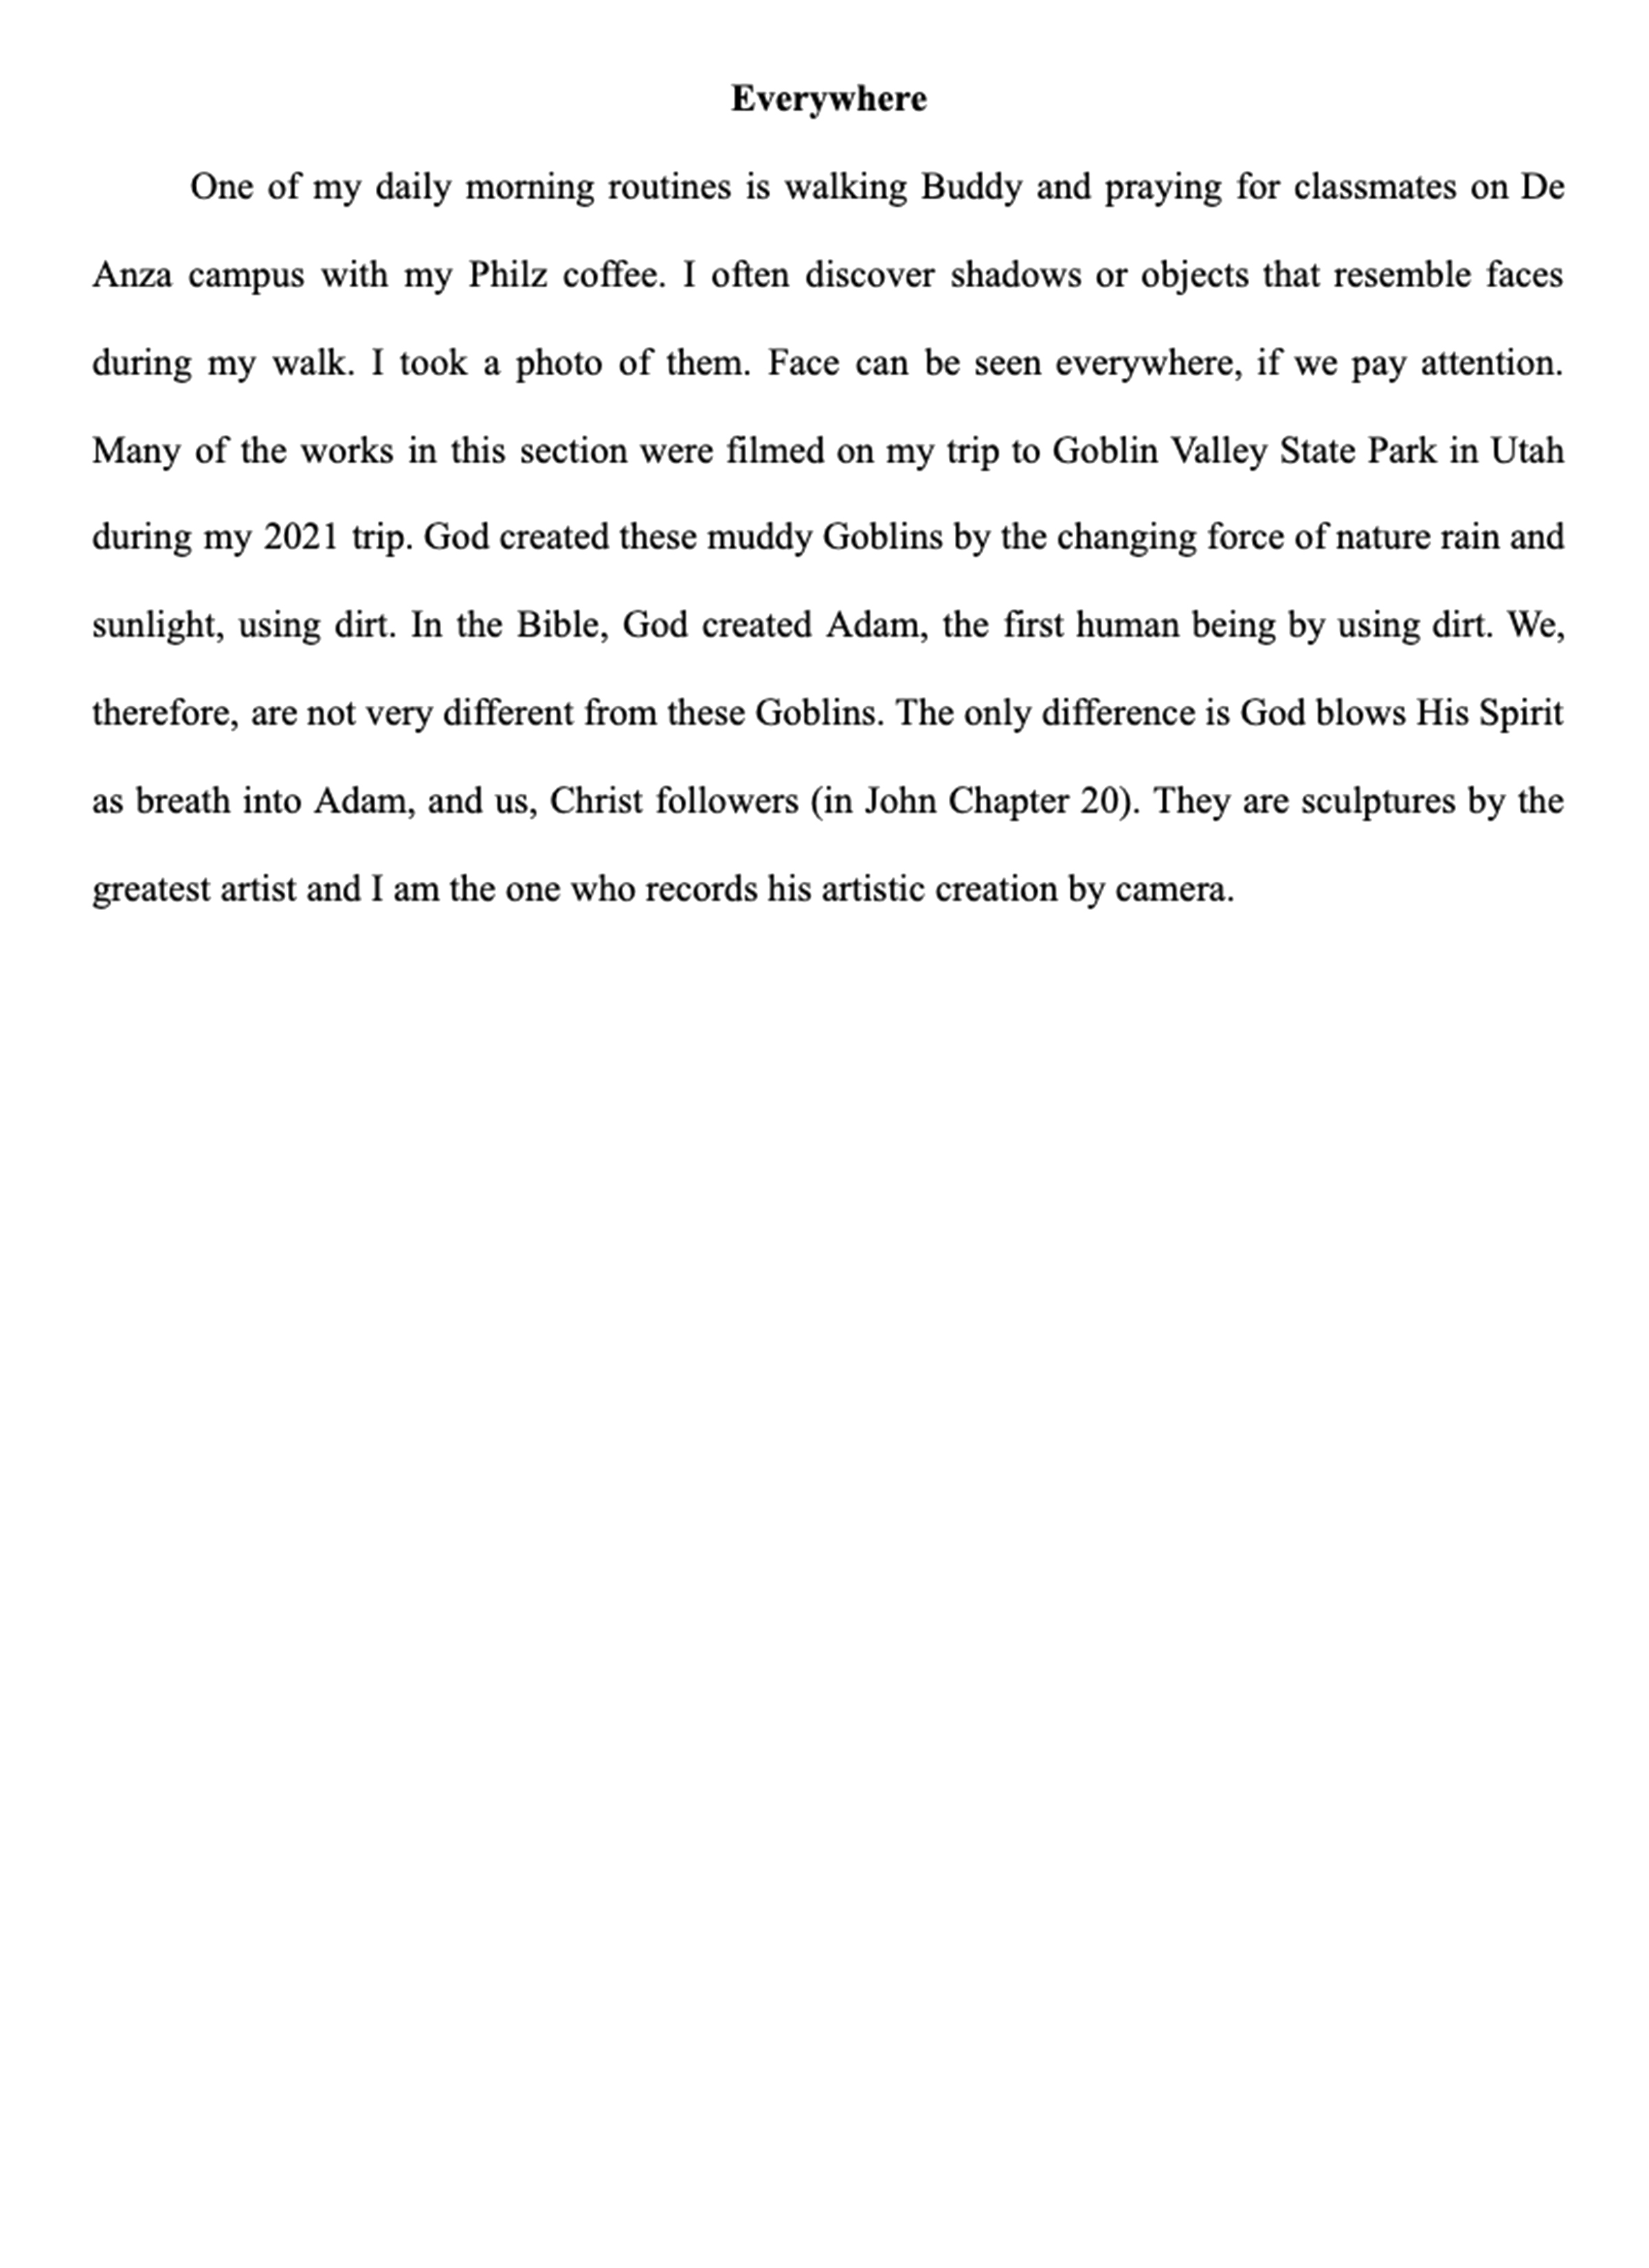 Everywhere
One of my daily morning routines is walking Buddy and praying for classmates on De
Anza campus with my Philz coffee. I often discover shadows or objects that resemble faces
during my walk. I took a photo of them. Face can be seen everywhere, if we pay attention.
Many of the works in this section were filmed on my trip to Goblin Valley State Park in Utah
during my 2021 trip. God created these muddy Goblins by the changing force of nature rain and
sunlight, using dirt. In the Bible, God created Adam, the first human being by using dirt. We,
therefore, are not very different from these Goblins. The only difference is God blows His Spirit
as breath into Adam, and us, Christ followers (in John Chapter 20). They are sculptures by the
greatest artist and I am the one who records his artistic creation by camera.